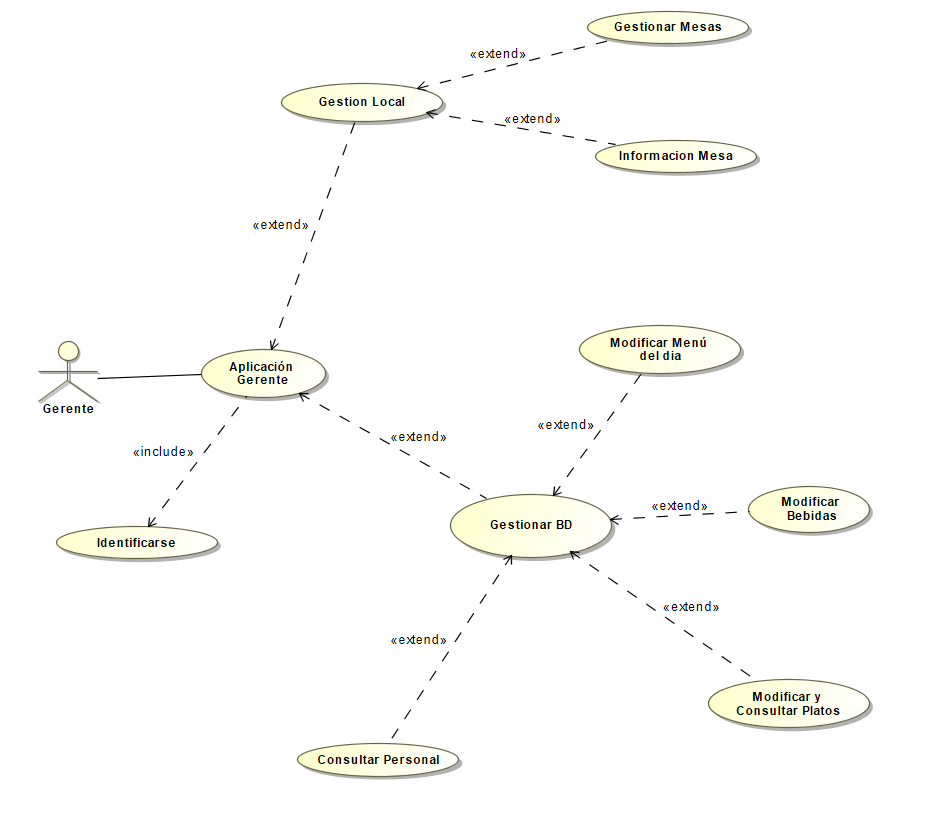 Gestionar Mesas
«extend»
Gestion Local
«extend»
Informacion Mesa
«extend»
Modificar Menú
del dia
Aplicación
Gerente
Gerente
«extend»
«extend»
«include»
Modificar
Bebidas
«extend»
Gestionar BD
Identificarse
«extend»
«extend»
Modificar y
Consultar Platos
Consultar Personal